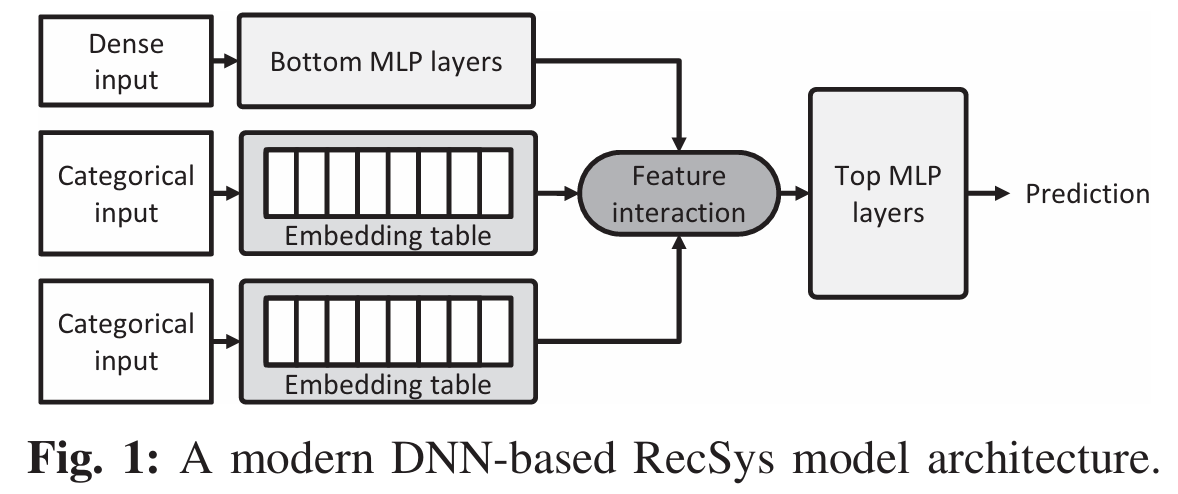 Dense
input
Bottom MLP layers
Categorical
input
Embedding table
Feature
interaction
Top MLP
layers
Prediction
Categorical
input
Embedding table
Fig. 1: A modern DNN-based RecSys model architecture.